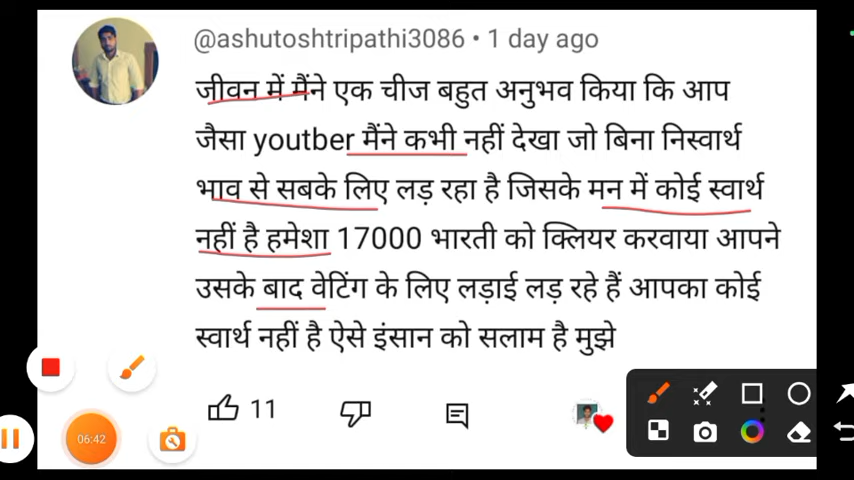 @ashutoshtripathi3086 • 1 day ago
जीवन में मैंने एक चीज बहुत अनुभव किया कि आप
जैसा youtber मैंने कभी नहीं देखा जो बिना निस्वार्थ
भाव से सबके लिए लड़ रहा है जिसके मन में कोई स्वार्थ
नहीं है हमेशा 17000 भारती को क्लियर करवाया आपने
उसके बाद वेटिंग के लिए लड़ाई लड़ रहे हैं आपका कोई
स्वार्थ नहीं है ऐसे इंसान को सलाम है मुझे
11
06:42